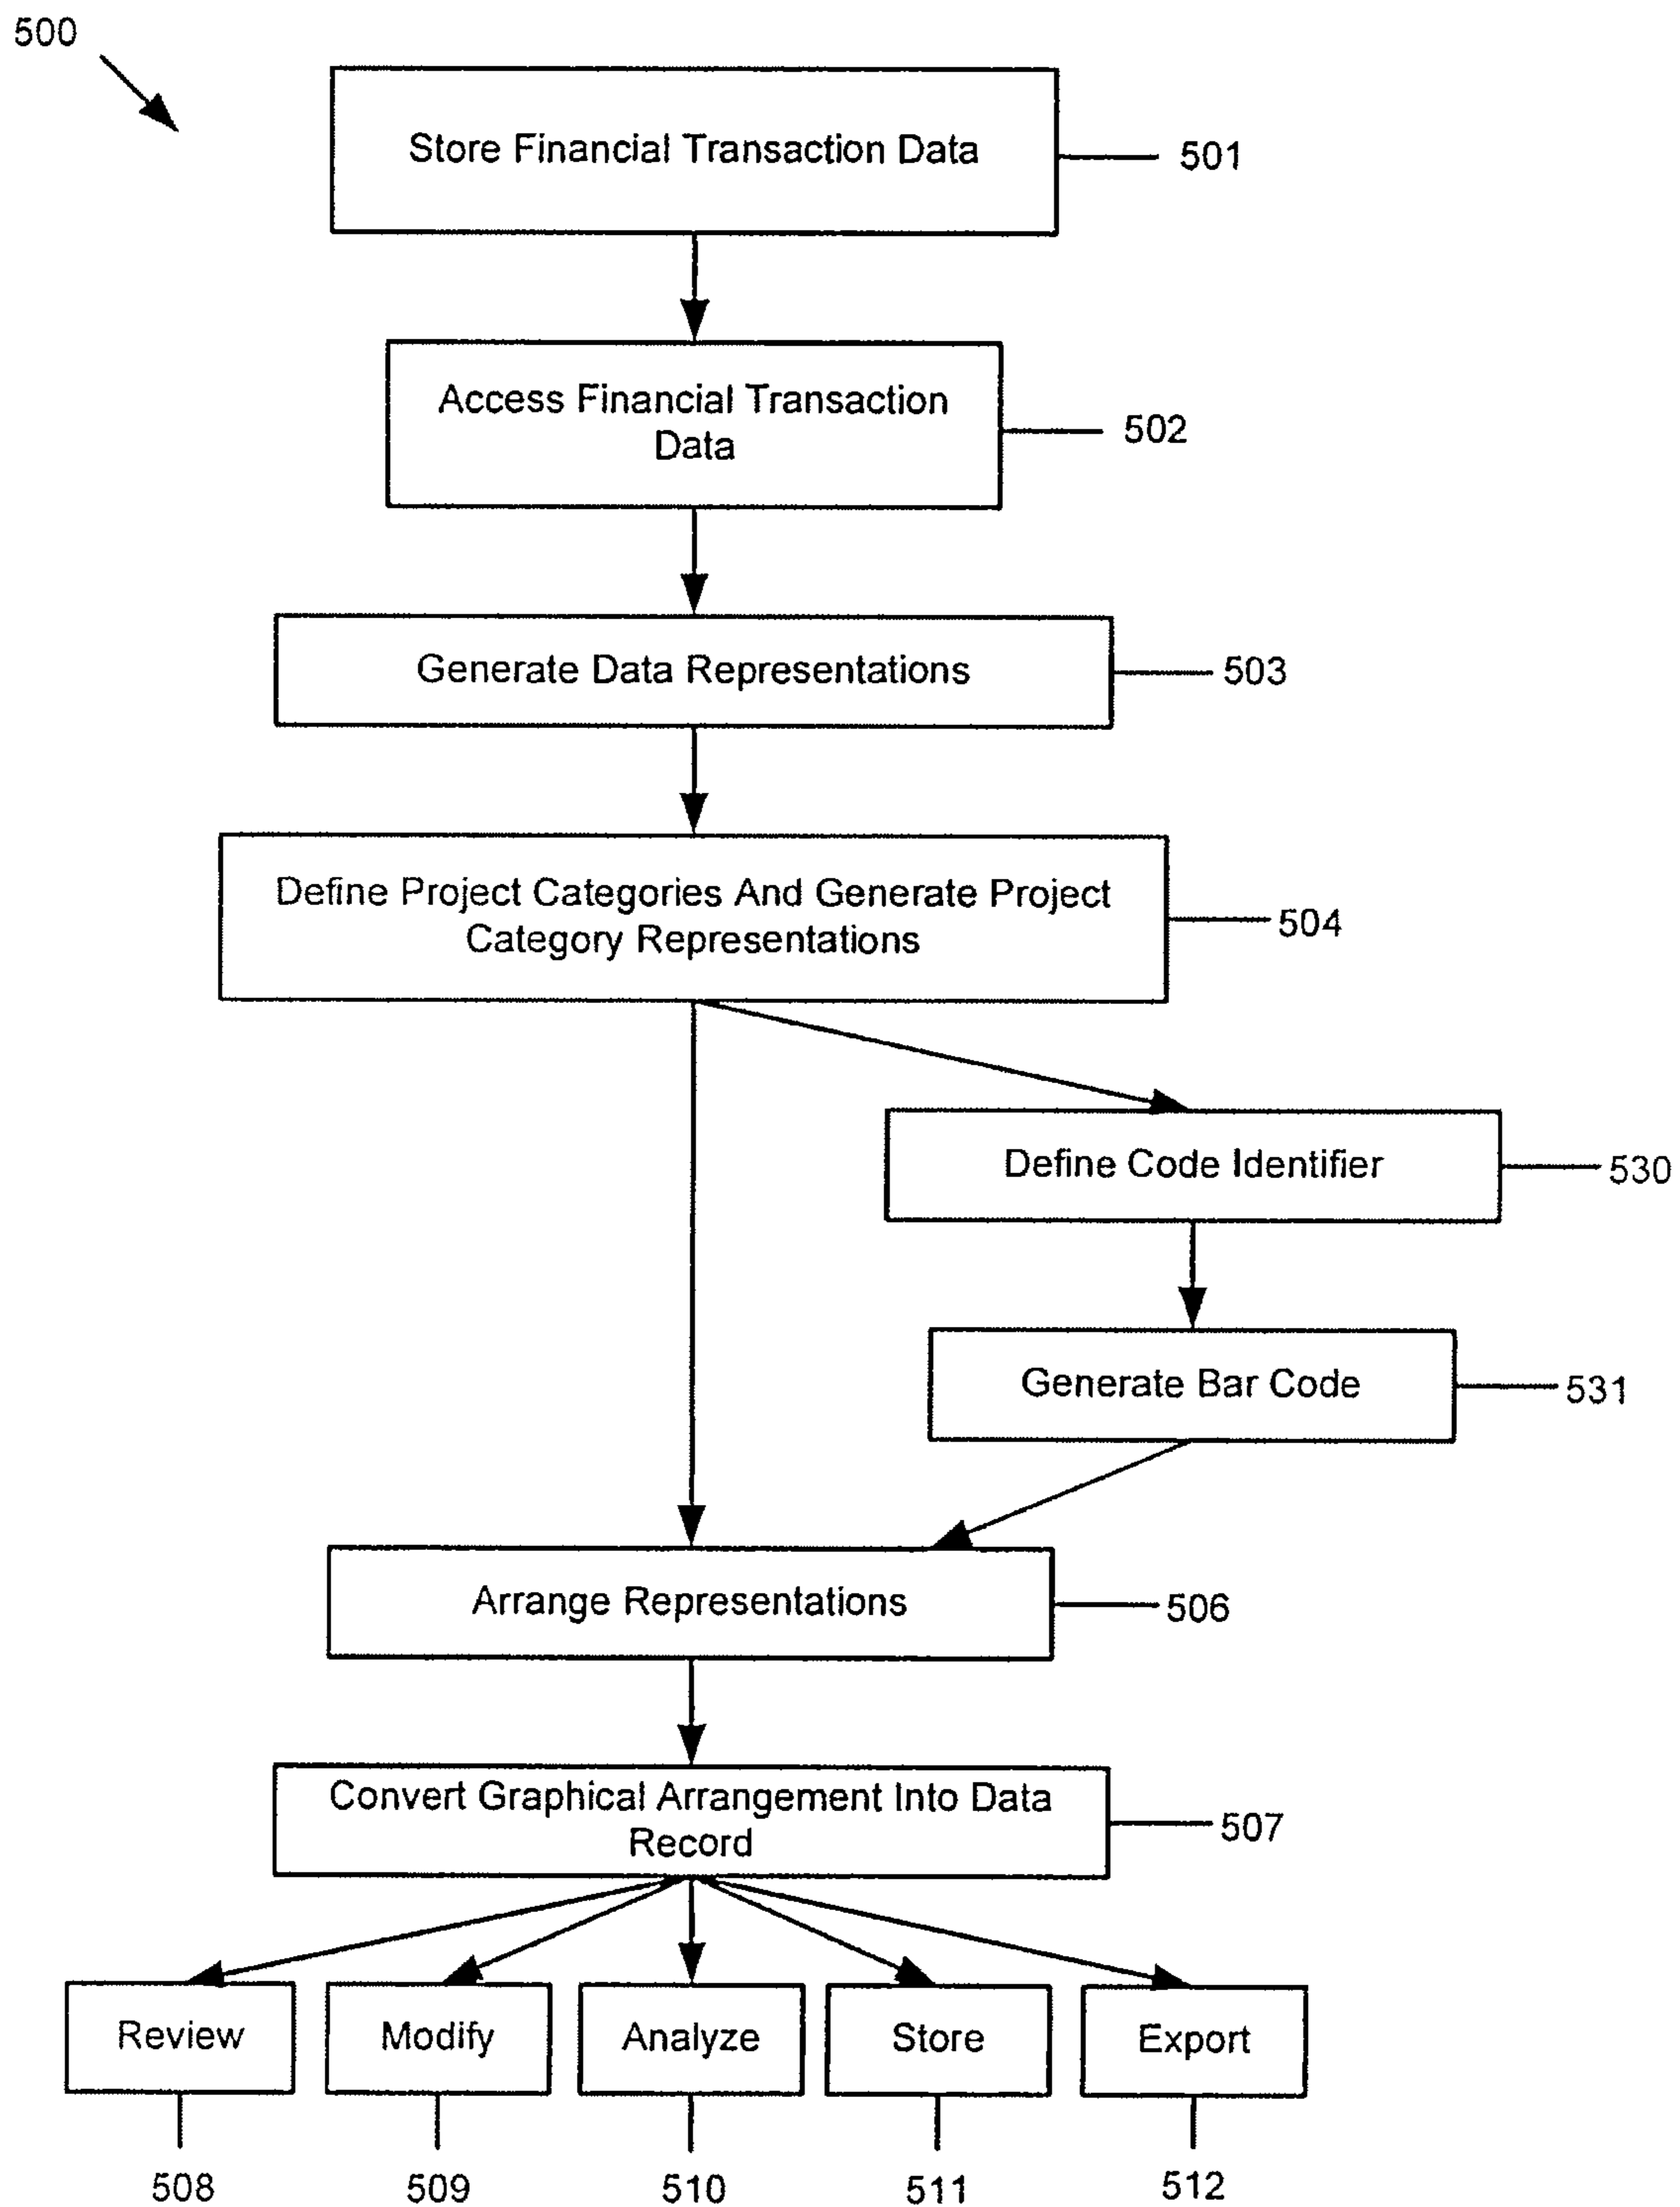 500
Store Financial Transaction Data
501
Access Financial Transaction
Data
502
Generate Data Representations
503
Define Project Categories And Generate Project
Category Representations
504
Define Code Identifier
530
Generate Bar Code
531
Arrange Representations
506
Convert Graphical Arrangement Into Data
Record
507
Review
Modify
Analyze
Store
Export
508
509
510
511
512